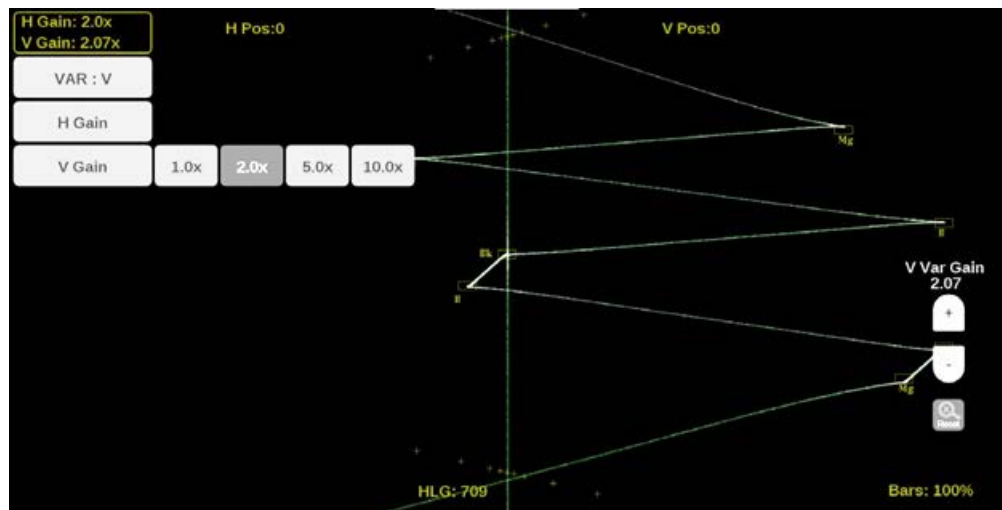 H Gain: 2.0x
V Gain: 2.07x
H Pos:0
V Pos:0
VAR : V
H Gain
V Gain
1.0x
2.0x
5.0x
10.0x
Mg
R
Bk
B
V Var Gain
2.07
+
-
Mg
Reset
HLG: 709
Bars: 100%